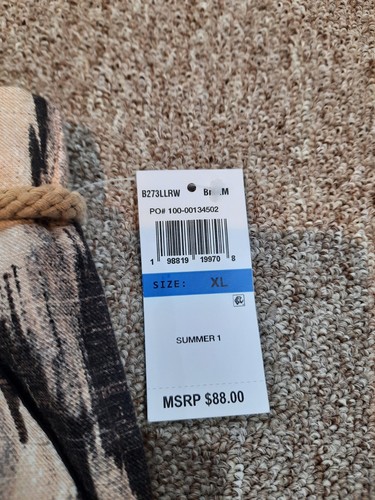 B273LLRW
PO# 100-00134502
1 98819 19970 8
SIZE: XL
SUMMER 1
MSRP $88.00